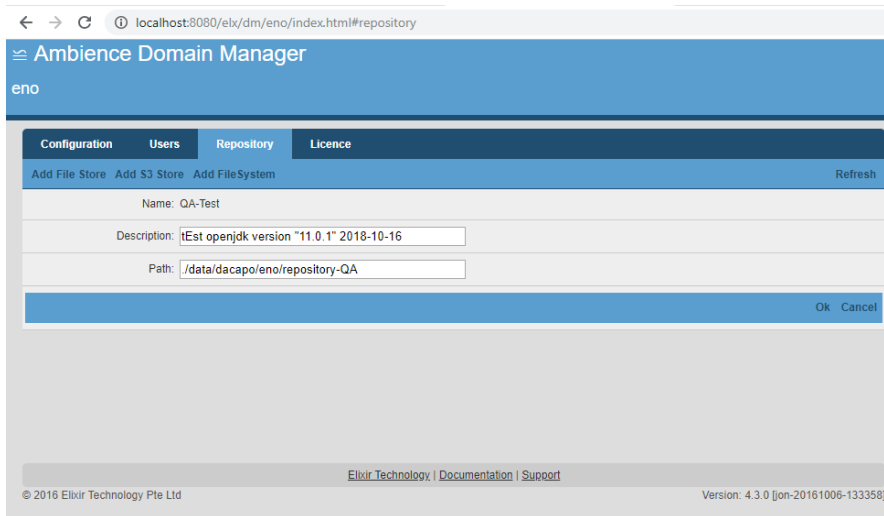 localhost:8080/elx/dm/eno/index.html#repository
Ambience Domain Manager
eno
Configuration Users Repository Licence
Add File Store Add S3 Store Add FileSystem Refresh
Name: QA-Test
Description: tEst openjdk version "11.0.1" 2018-10-16
Path: ./data/dacapo/eno/repository-QA
Ok Cancel
Elixir Technology | Documentation | Support
© 2016 Elixir Technology Pte Ltd Version: 4.3.0 [jon-20161006-133358]